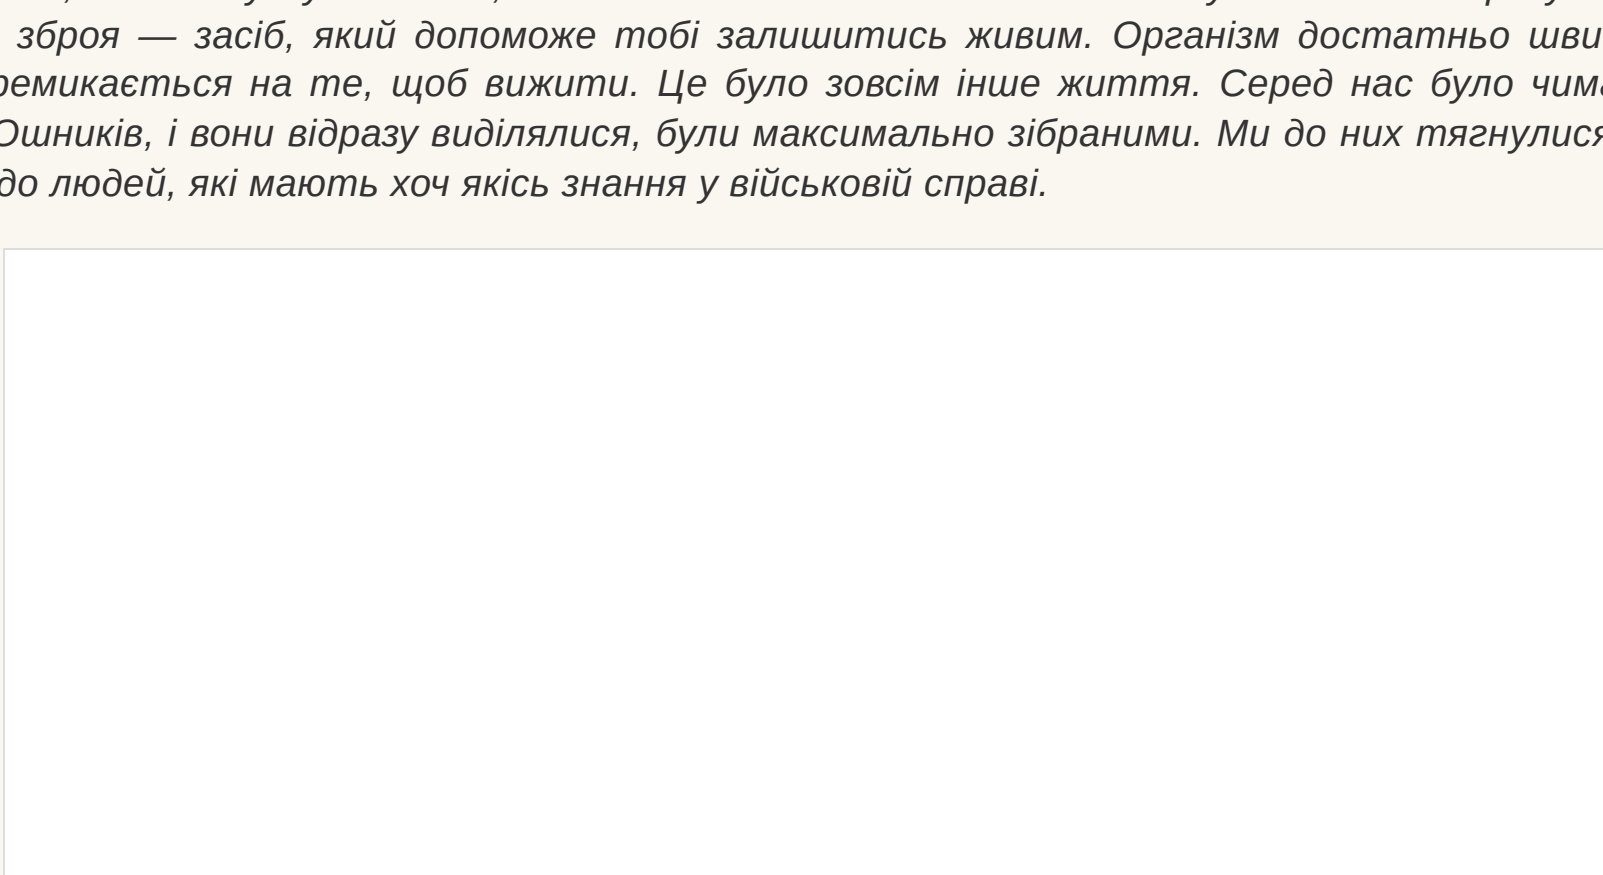 зброя — засіб, який допоможе тобі залишитись живим. Організм достатньо шви
ремикається на те, щоб вижити. Це було зовсім інше життя. Серед нас було чима
Ошників, і вони відразу виділялися, були максимально зібраними. Ми до них тягнулися
до людей, які мають хоч якісь знання у військовій справі.